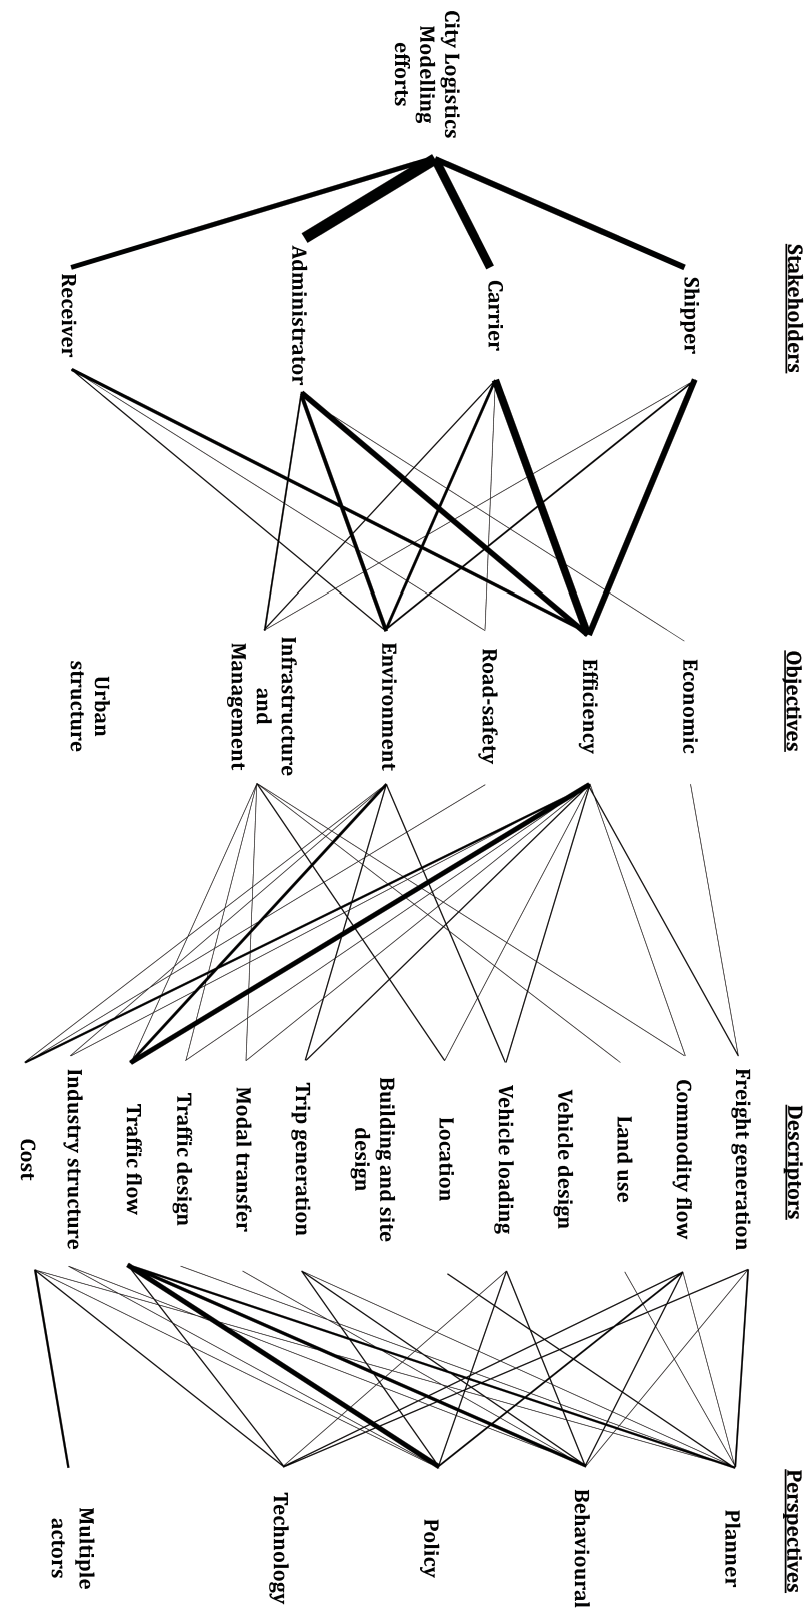 Stakeholders
Objectives
Descriptors
Perspectives
City Logistics
Modelling
efforts
Shipper
Carrier
Administrator
Receiver
Economic
Efficiency
Road-safety
Environment
Infrastructure
and
Management
Urban
structure
Freight generation
Commodity flow
Land use
Vehicle design
Vehicle loading
Location
Building and site
design
Trip generation
Modal transfer
Traffic design
Traffic flow
Industry structure
Cost
Planner
Behavioural
Policy
Technology
Multiple
actors